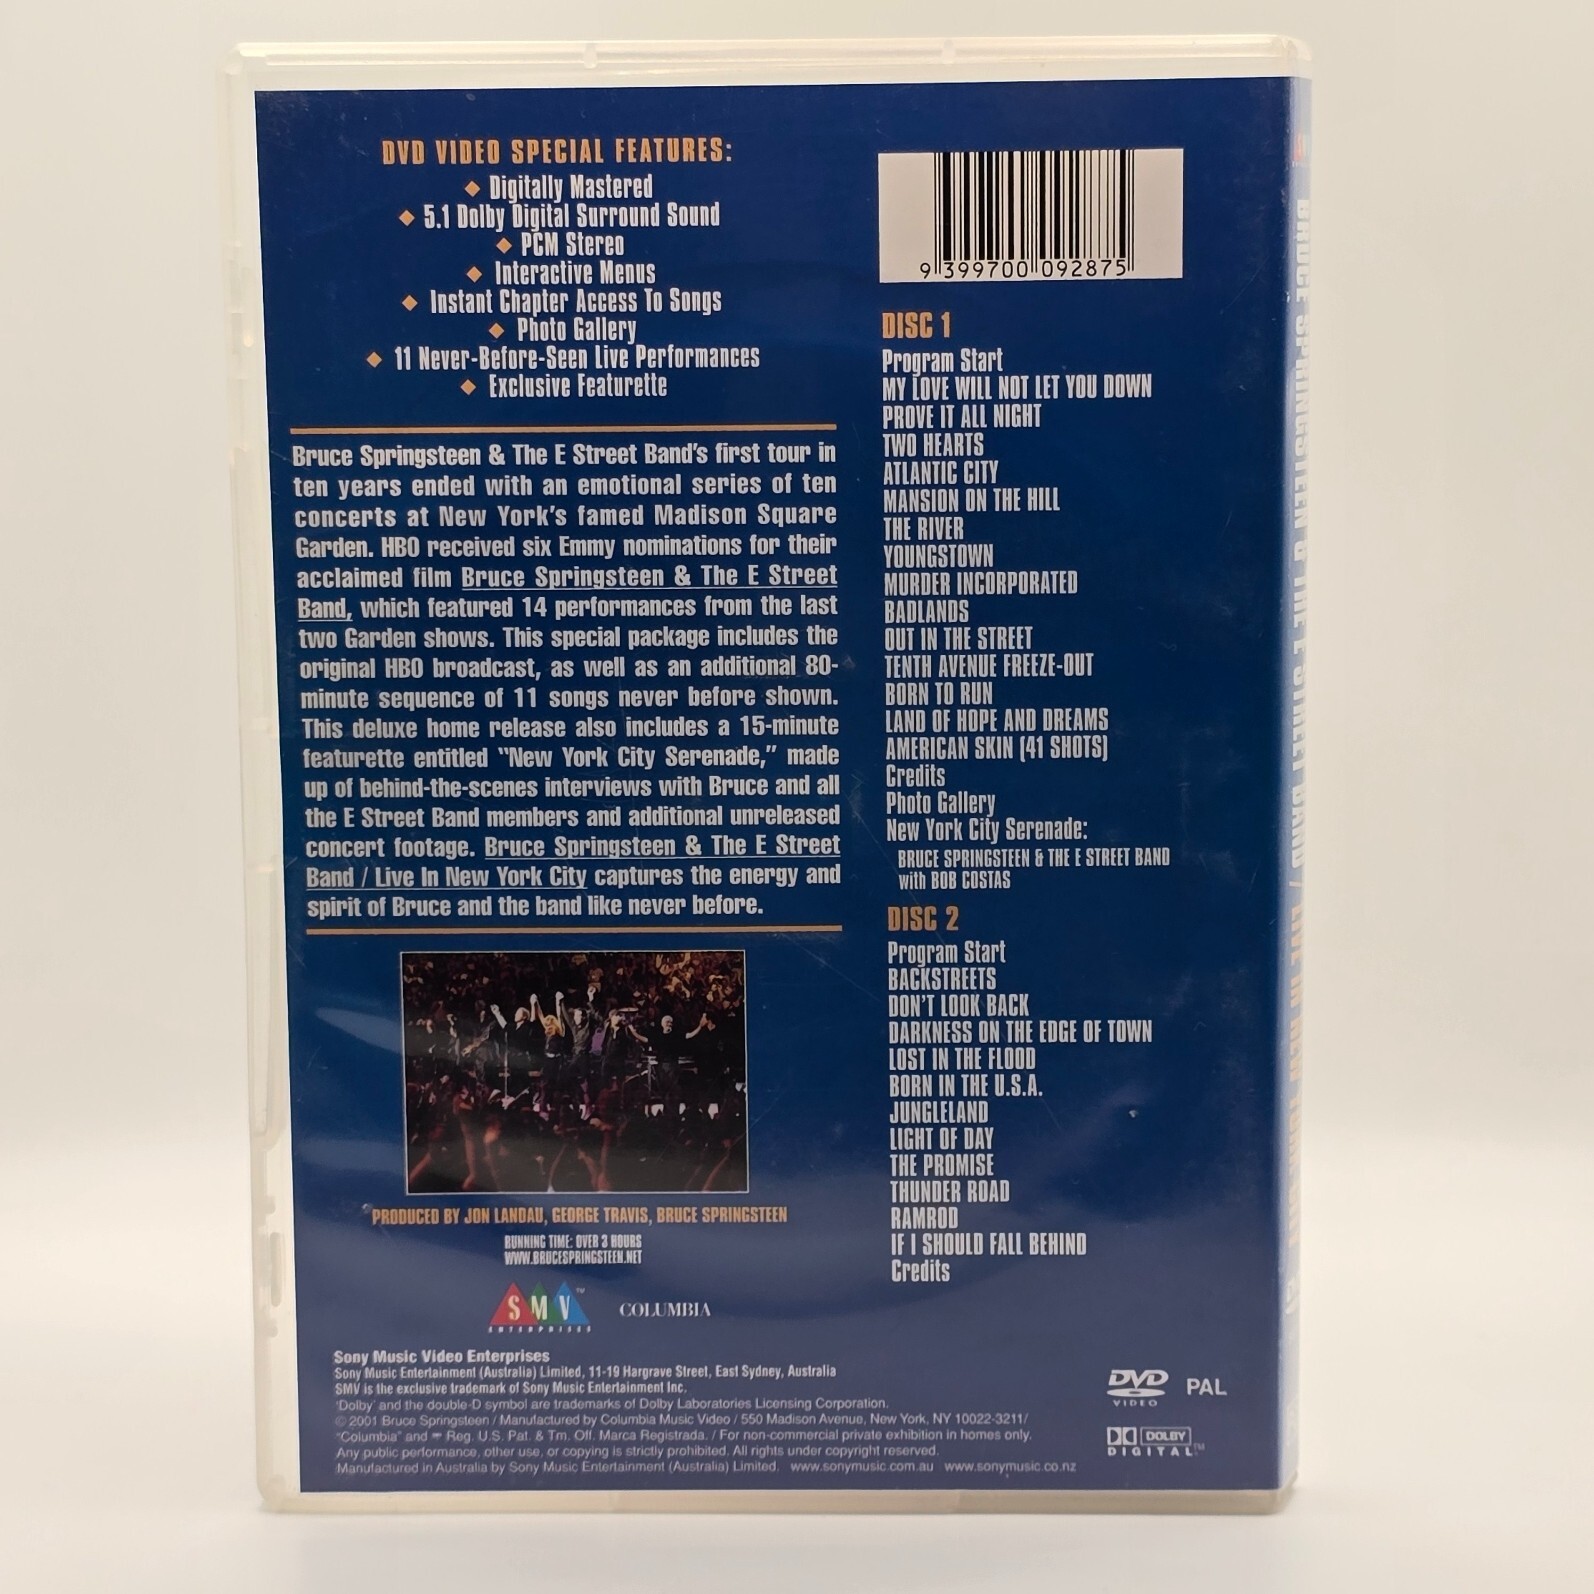 DVD VIDEO SPECIAL FEATURES:
◆ Digitally Mastered
◆ 5.1 Dolby Digital Surround Sound
◆ PCM Stereo
◆ Interactive Menus
◆ Instant Chapter Access To Songs
◆ Photo Gallery
◆ 11 Never-Before-Seen Live Performances
◆ Exclusive Featurette
Bruce Springsteen & The E Street Band's first tour in
ten years ended with an emotional series of ten
concerts at New York's famed Madison Square
Garden. HBO received six Emmy nominations for their
acclaimed film Bruce Springsteen & The E Street
Band, which featured 14 performances from the last
two Garden shows. This special package includes the
original HBO broadcast, as well as an additional 80-
minute sequence of 11 songs never before shown.
This deluxe home release also includes a 15-minute
featurette entitled "New York City Serenade," made
up of behind-the-scenes interviews with Bruce and all
the E Street Band members and additional unreleased
concert footage. Bruce Springsteen & The E Street
Band / Live In New York City captures the energy and
spirit of Bruce and the band like never before.
PRODUCED BY JON LANDAU, GEORGE TRAVIS, BRUCE SPRINGSTEEN
RUNNING TIME: OVER 3 HOURS
WWW.BRUCESPRINGSTEEN.NET
SMV ™
ENTERPRISES
COLUMBIA
Sony Music Video Enterprises
Sony Music Entertainment (Australia) Limited, 11-19 Hargrave Street, East Sydney, Australia
SMV is the exclusive trademark of Sony Music Entertainment Inc.
'Dolby' and the double-D symbol are trademarks of Dolby Laboratories Licensing Corporation.
© 2001 Bruce Springsteen / Manufactured by Columbia Music Video / 550 Madison Avenue, New York, NY 10022-3211/
"Columbia" and Reg. U.S. Pat. & Tm. Off. Marca Registrada. / For non-commercial private exhibition in homes only.
Any public performance, other use, or copying is strictly prohibited. All rights under copyright reserved.
Manufactured in Australia by Sony Music Entertainment (Australia) Limited. www.sonymusic.com.au www.sonymusic.co.nz
9 399700 092875
DISC 1
Program Start
MY LOVE WILL NOT LET YOU DOWN
PROVE IT ALL NIGHT
TWO HEARTS
ATLANTIC CITY
MANSION ON THE HILL
THE RIVER
YOUNGSTOWN
MURDER INCORPORATED
BADLANDS
OUT IN THE STREET
TENTH AVENUE FREEZE-OUT
BORN TO RUN
LAND OF HOPE AND DREAMS
AMERICAN SKIN (41 SHOTS)
Credits
Photo Gallery
New York City Serenade:
BRUCE SPRINGSTEEN & THE E STREET BAND
with BOB COSTAS
DISC 2
Program Start
BACKSTREETS
DON'T LOOK BACK
DARKNESS ON THE EDGE OF TOWN
LOST IN THE FLOOD
BORN IN THE U.S.A.
JUNGLELAND
LIGHT OF DAY
THE PROMISE
THUNDER ROAD
RAMROD
IF I SHOULD FALL BEHIND
Credits
DVD
VIDEO
PAL
DOLBY
DIGITAL™
BRUCE SPRINGSTEEN & THE E STREET BAND / LIVE IN NEW YORK CITY